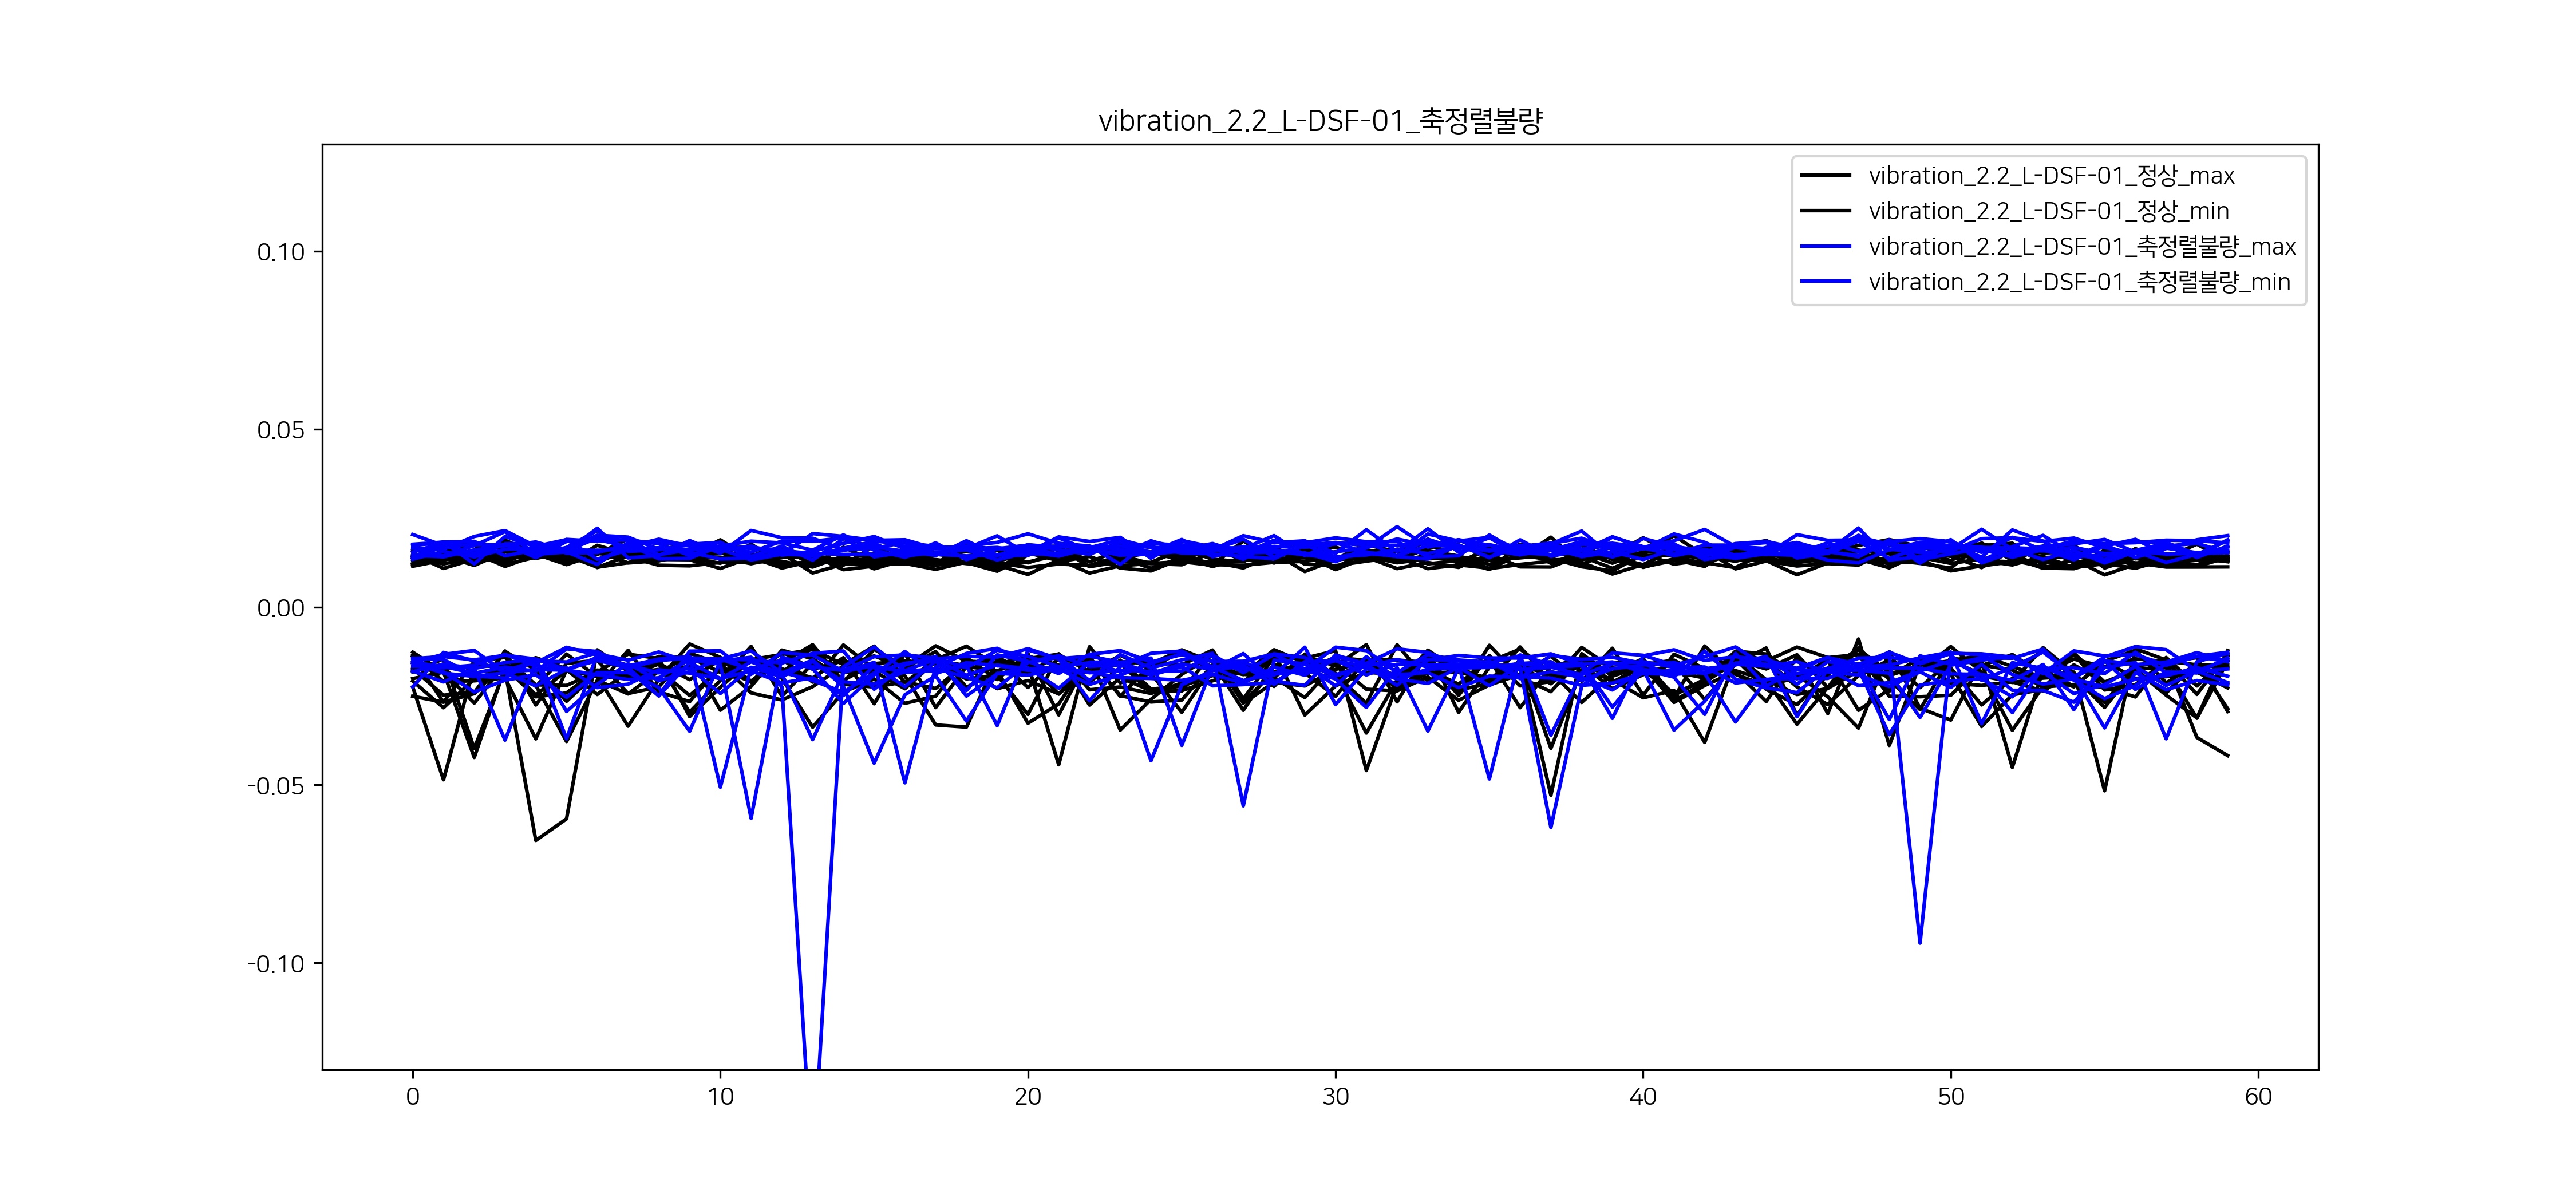 vibration_2.2_L-DSF-01_축정렬불량
vibration_2.2_L-DSF-01_정상_max
vibration_2.2_L-DSF-01_정상_min
vibration_2.2_L-DSF-01_축정렬불량_max
vibration_2.2_L-DSF-01_축정렬불량_min
0.10
0.05
0.00
-0.05
-0.10
0 10 20 30 40 50 60